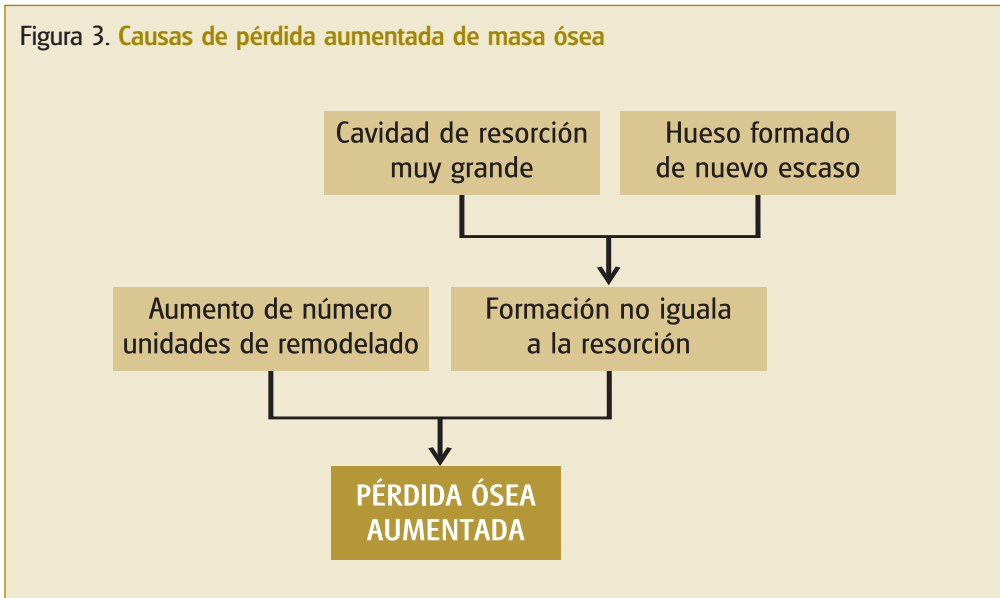 Figura 3. Causas de pérdida aumentada de masa ósea
Cavidad de resorción
muy grande
Hueso formado
de nuevo escaso
Aumento de número
unidades de remodelado
Formación no iguala
a la resorción
PÉRDIDA ÓSEA
AUMENTADA